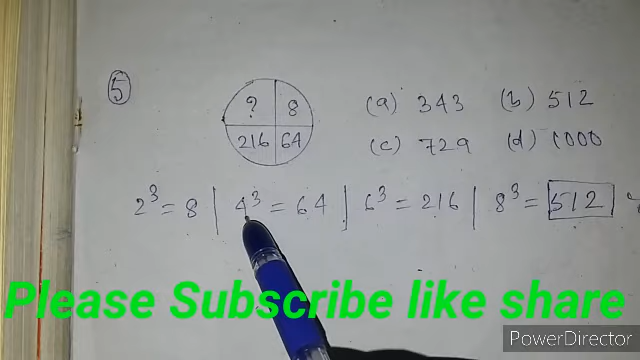 5
? 8 (a) 343 (b) 512
216 64 (c) 729 (d) 1000
2³ = 8 | 4³ = 64 | 6³ = 216 | 8³ = 512
Please Subscribe like share
PowerDirector